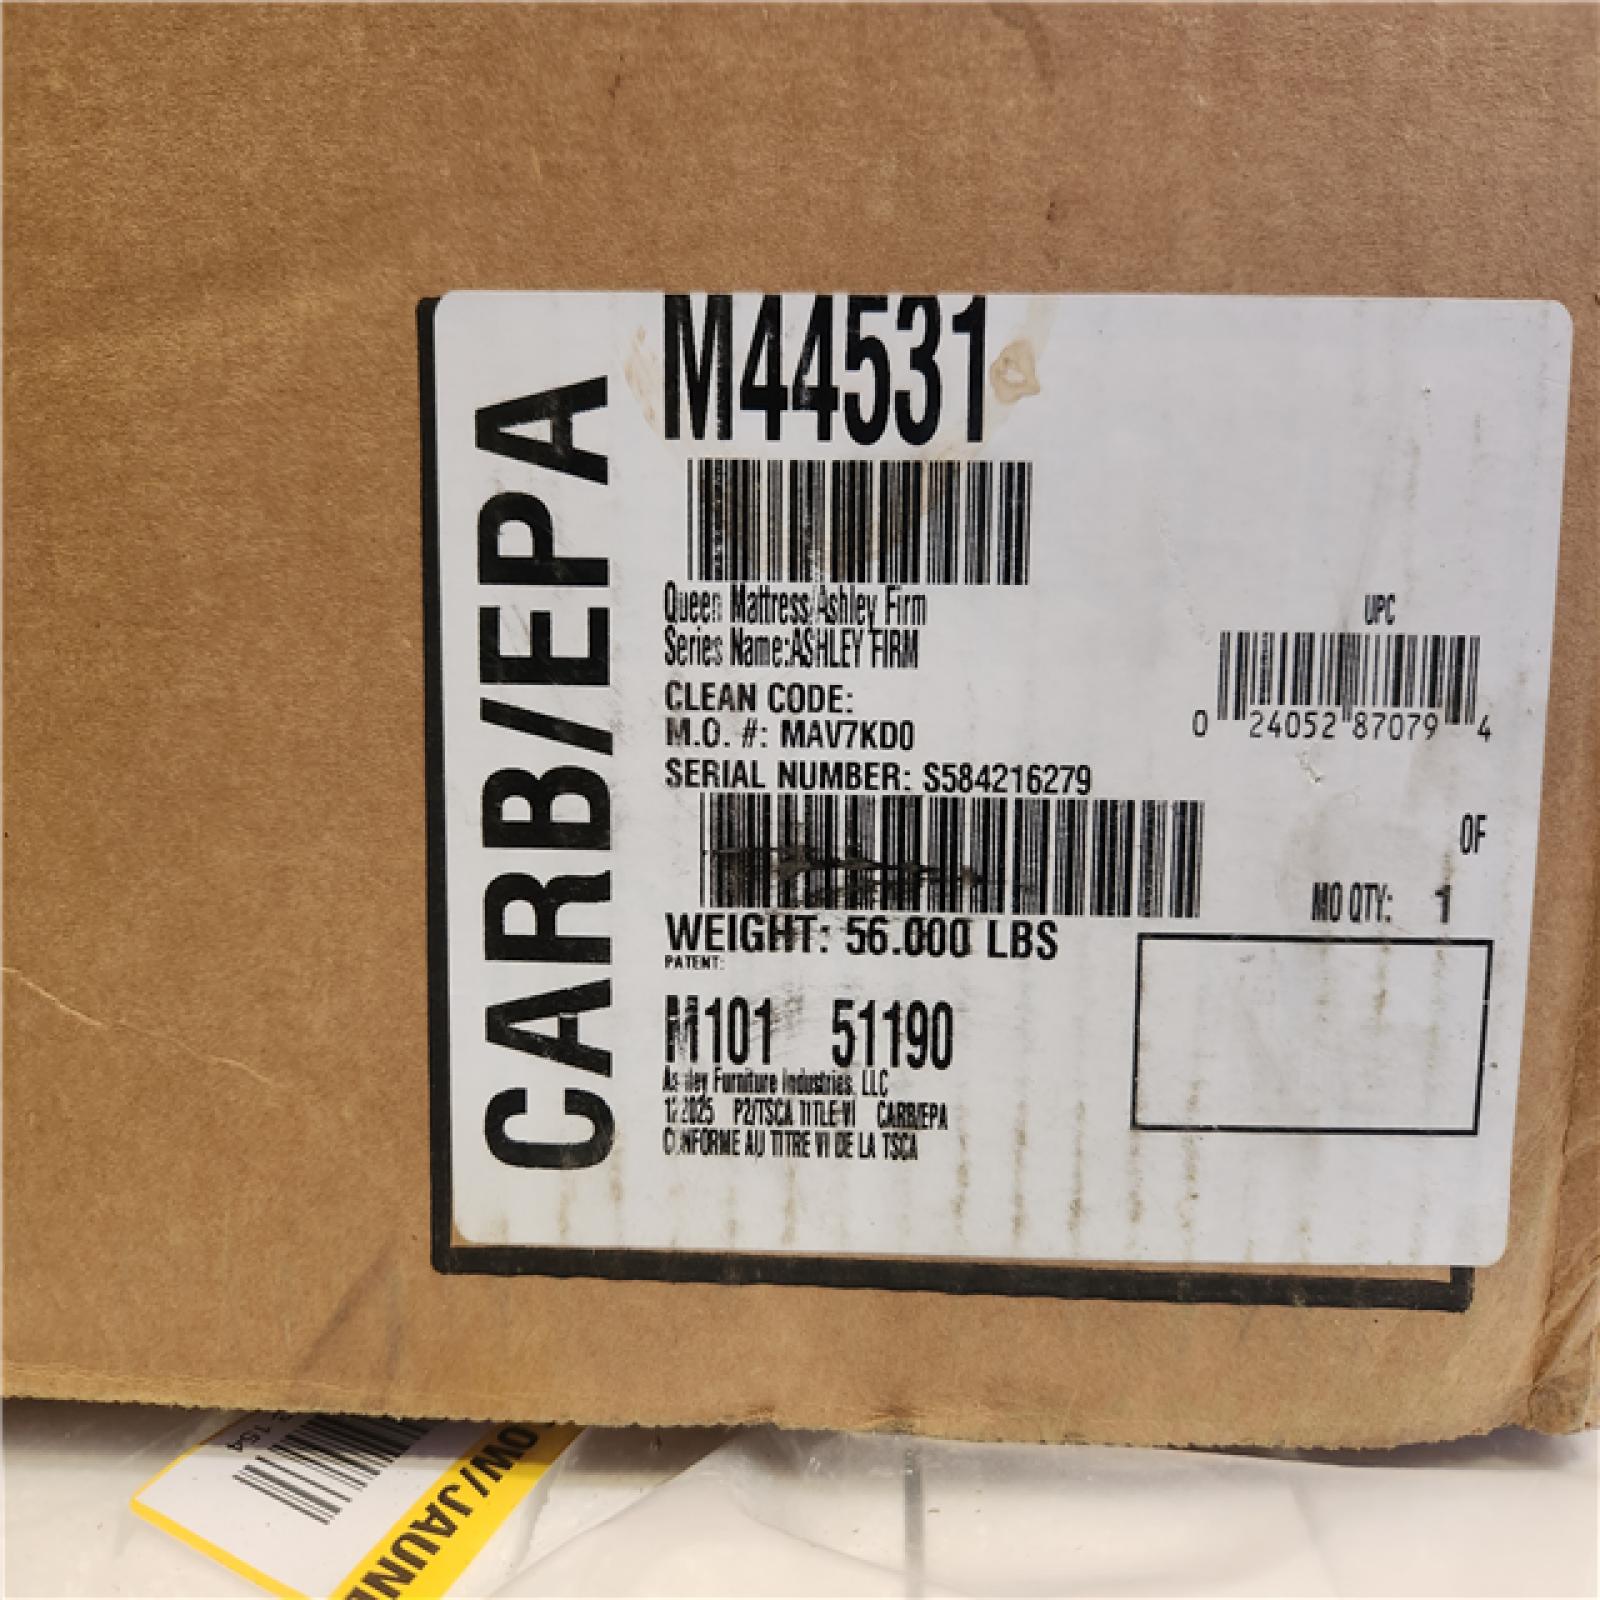 CARB/EPA
M44531
Queen Mattress/Ashley Firm
Series Name:ASHLEY FIRM
CLEAN CODE:
M.O. #: MAV7KD0
SERIAL NUMBER: S584216279
UPC
0 24052 87079 4
OF
MO QTY: 1
WEIGHT: 56.000 LBS
PATENT:
M101 51190
Ashley Furniture Industries, LLC
P2/TSCA TITLE-VI CARB/EPA
CONFORME AU TITRE VI DE LA TSCA